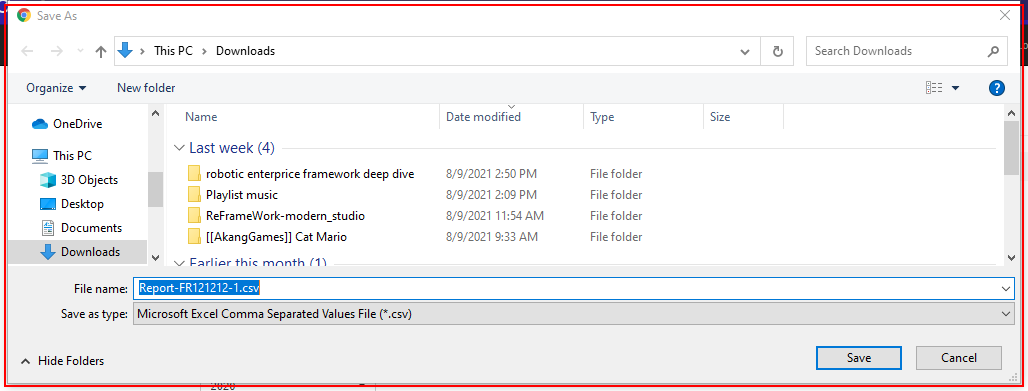 Save As
This PC > Downloads
Search Downloads
Organize New folder
Name Date modified Type Size
OneDrive
This PC
3D Objects
Desktop
Documents
Downloads
Last week (4)
robotic enterprice framework deep dive 8/9/2021 2:50 PM File folder
Playlist music 8/9/2021 2:09 PM File folder
ReFrameWork-modern_studio 8/9/2021 11:54 AM File folder
[[AkangGames]] Cat Mario 8/9/2021 9:33 AM File folder
Earlier this month (1)
File name: Report-FR121212-1.csv
Save as type: Microsoft Excel Comma Separated Values File (*.csv)
Hide Folders
Save Cancel
2020